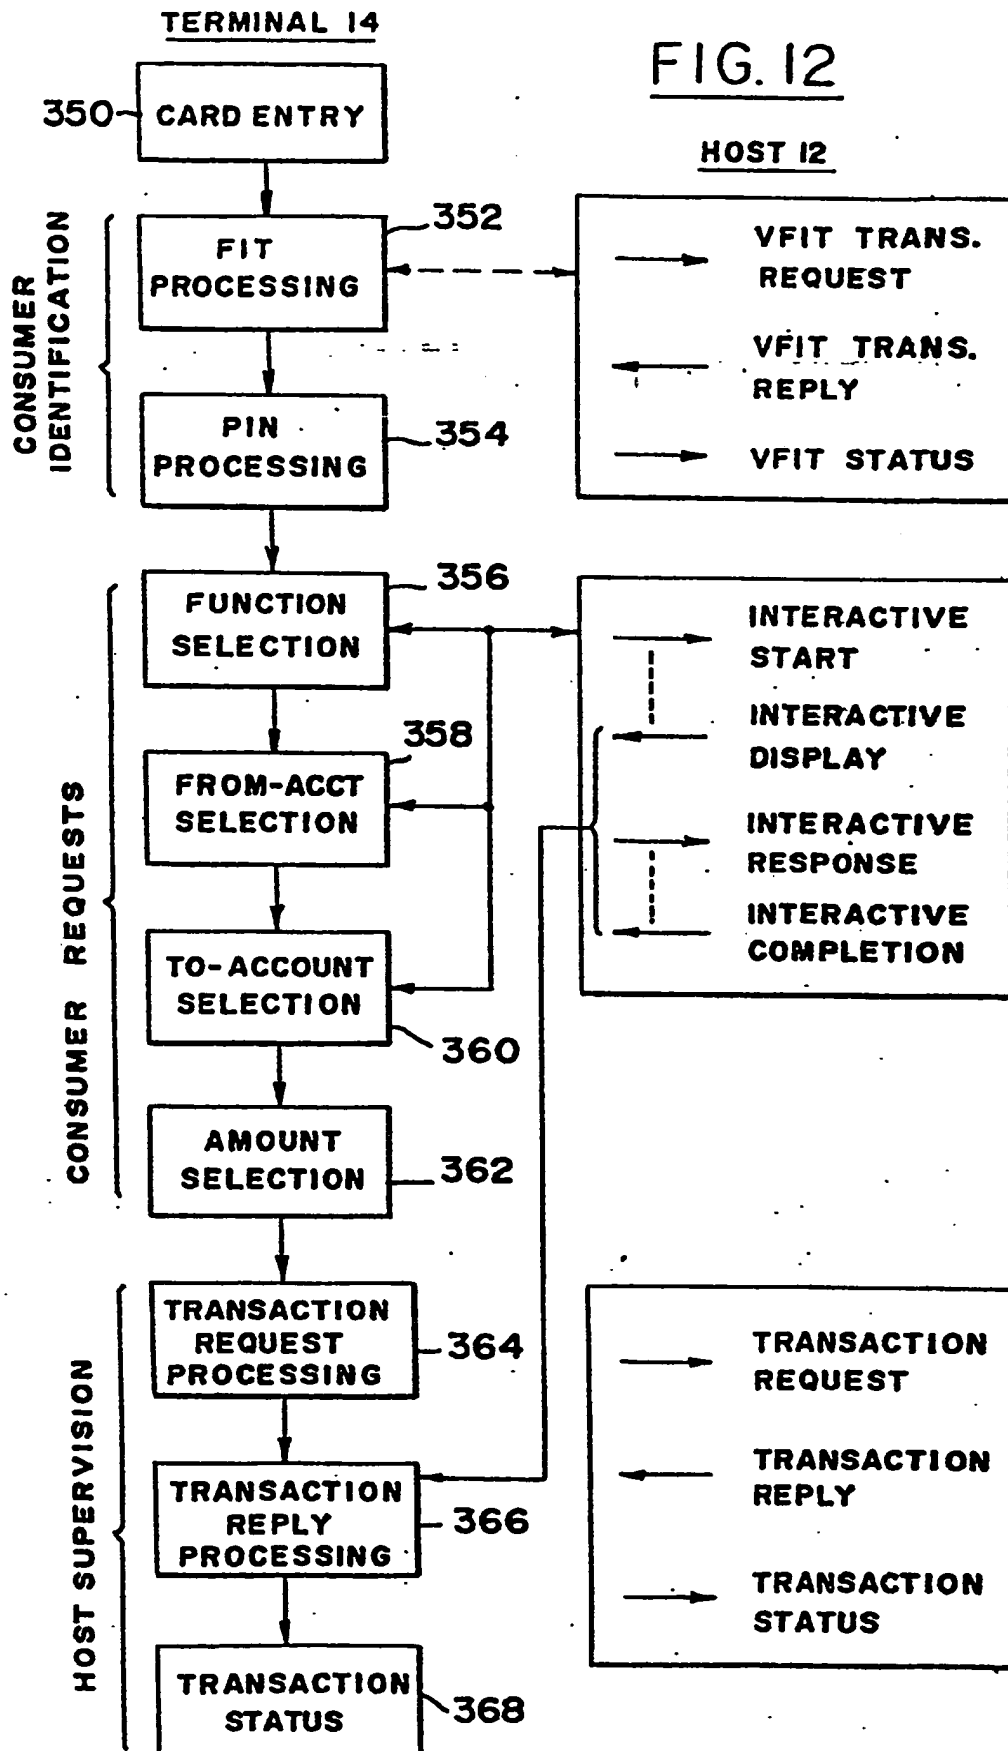 TERMINAL 14
FIG. 12
350
CARD ENTRY
HOST 12
CONSUMER
IDENTIFICATION
352
FIT
PROCESSING
PIN
PROCESSING
354
VFIT TRANS.
REQUEST
VFIT TRANS.
REPLY
VFIT STATUS
CONSUMER REQUESTS
356
FUNCTION
SELECTION
358
FROM-ACCT
SELECTION
TO-ACCOUNT
SELECTION
360
AMOUNT
SELECTION
362
INTERACTIVE
START
INTERACTIVE
DISPLAY
INTERACTIVE
RESPONSE
INTERACTIVE
COMPLETION
HOST SUPERVISION
TRANSACTION
REQUEST
PROCESSING
364
TRANSACTION
REPLY
PROCESSING
366
TRANSACTION
STATUS
368
TRANSACTION
REQUEST
TRANSACTION
REPLY
TRANSACTION
STATUS